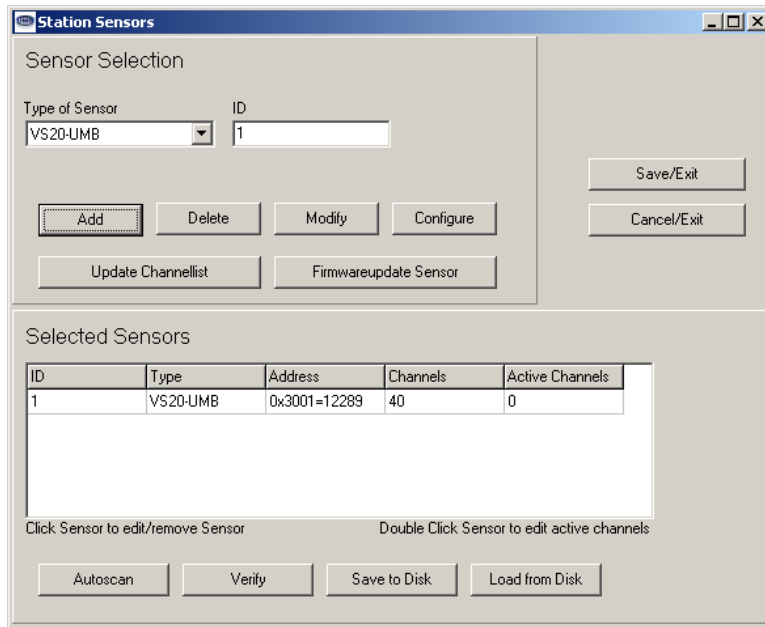 Station Sensors
Sensor Selection
Type of Sensor ID
VS20-UMB 1
Save/Exit
Add Delete Modify Configure Cancel/Exit
Update Channellist Firmwareupdate Sensor
Selected Sensors
ID Type Address Channels Active Channels
1 VS20-UMB 0x3001=12289 40 0
Click Sensor to edit/remove Sensor Double Click Sensor to edit active channels
Autoscan Verify Save to Disk Load from Disk